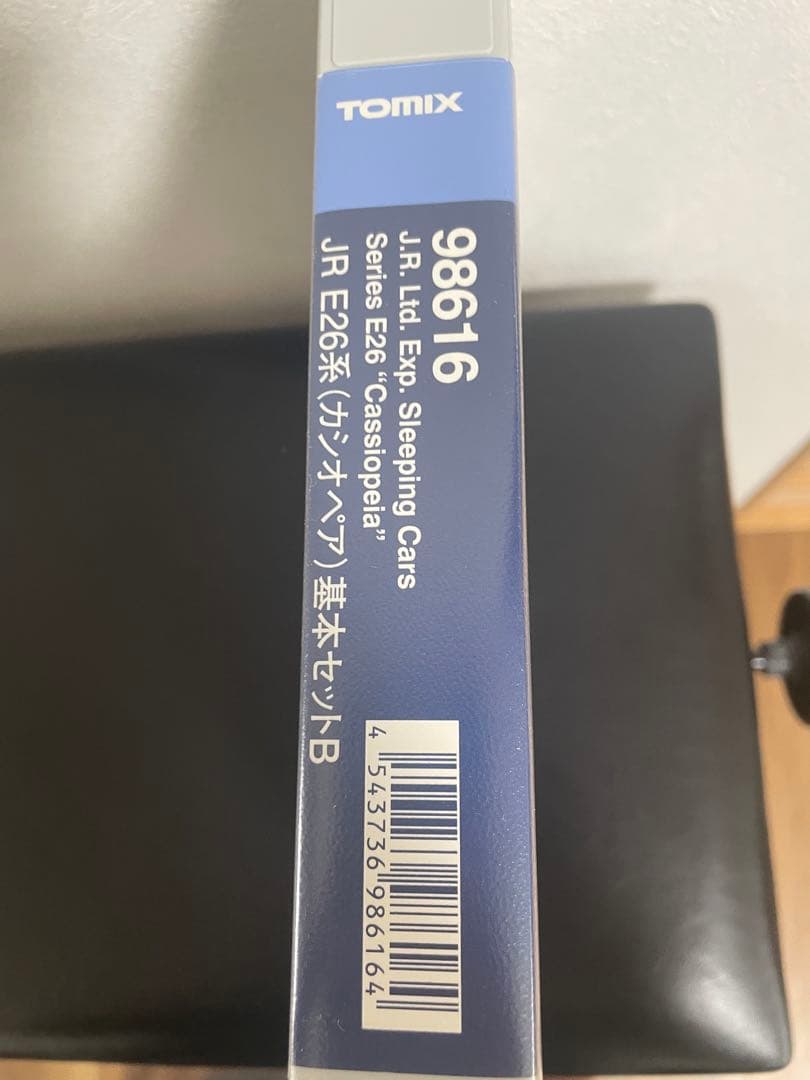 TOMIX
98616
J.R. Ltd. Exp. Sleeping Cars
Series E26 “Cassiopeia”
JR E26系(カシオペア)基本セットB
4 543736 986164